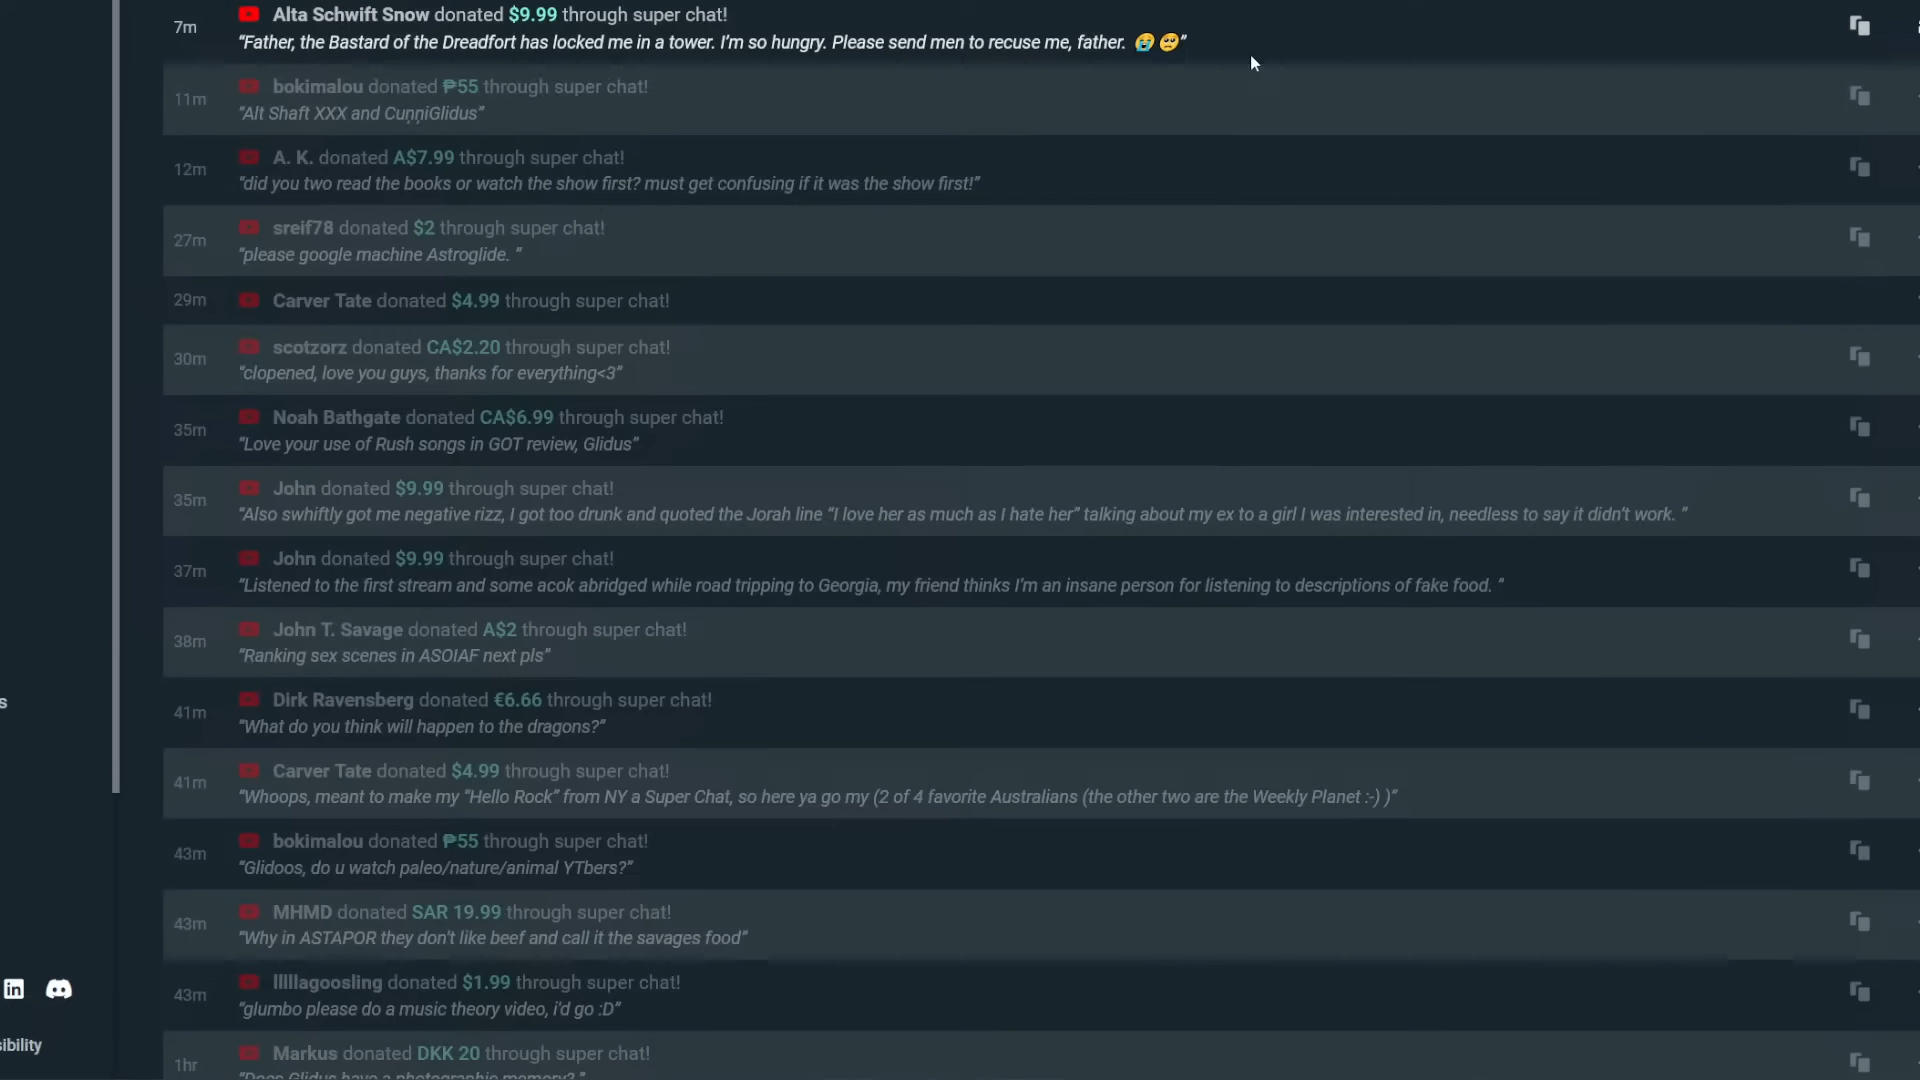 Alta Schwift Snow donated $9.99 through super chat!
7m
“Father, the Bastard of the Dreadfort has locked me in a tower. I’m so hungry. Please send men to recuse me, father. 😭🥺”
bokimalou donated ₱55 through super chat!
11m
“Alt Shaft XXX and CuņņiGlidus”
A. K. donated A$7.99 through super chat!
12m
“did you two read the books or watch the show first? must get confusing if it was the show first!”
sreif78 donated $2 through super chat!
27m
“please google machine Astroglide. ”
29m Carver Tate donated $4.99 through super chat!
scotzorz donated CA$2.20 through super chat!
30m
“clopened, love you guys, thanks for everything<3”
Noah Bathgate donated CA$6.99 through super chat!
35m
“Love your use of Rush songs in GOT review, Glidus”
John donated $9.99 through super chat!
35m
“Also swhiftly got me negative rizz, I got too drunk and quoted the Jorah line “I love her as much as I hate her” talking about my ex to a girl I was interested in, needless to say it didn’t work. ”
John donated $9.99 through super chat!
37m
“Listened to the first stream and some acok abridged while road tripping to Georgia, my friend thinks I’m an insane person for listening to descriptions of fake food. ”
John T. Savage donated A$2 through super chat!
38m
“Ranking sex scenes in ASOIAF next pls”
Dirk Ravensberg donated €6.66 through super chat!
41m
“What do you think will happen to the dragons?”
Carver Tate donated $4.99 through super chat!
41m
“Whoops, meant to make my “Hello Rock” from NY a Super Chat, so here ya go my (2 of 4 favorite Australians (the other two are the Weekly Planet :-) )”
bokimalou donated ₱55 through super chat!
43m
“Glidoos, do u watch paleo/nature/animal YTbers?”
MHMD donated SAR 19.99 through super chat!
43m
“Why in ASTAPOR they don't like beef and call it the savages food”
lllllagoosling donated $1.99 through super chat!
43m
“glumbo please do a music theory video, i'd go :D”
Markus donated DKK 20 through super chat!
1hr
“Does Glidus have a photographic memory? ”
s
in
sibility